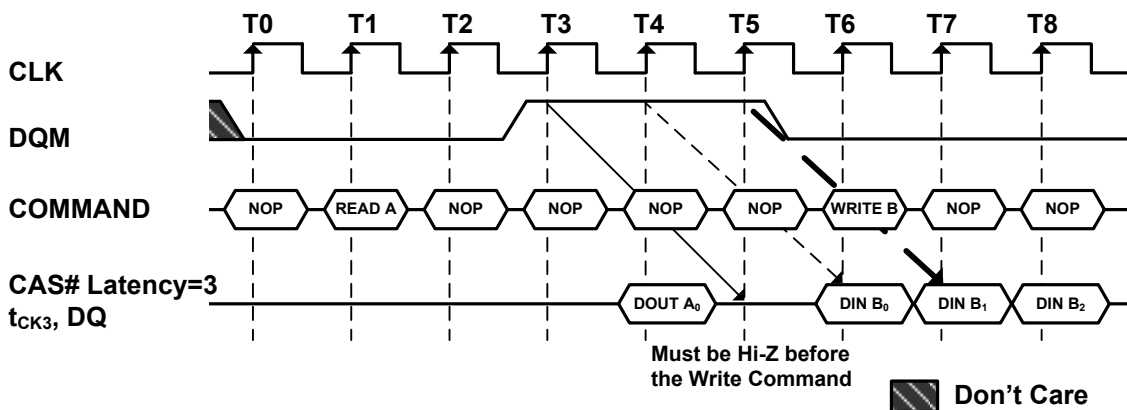 T0 T1 T2 T3 T4 T5 T6 T7 T8
CLK
DQM
COMMAND NOP READ A NOP NOP NOP NOP WRITE B NOP NOP
CAS# Latency=3
tCK3, DQ DOUT A0 DIN B0 DIN B1 DIN B2
Must be Hi-Z before
the Write Command
Don't Care